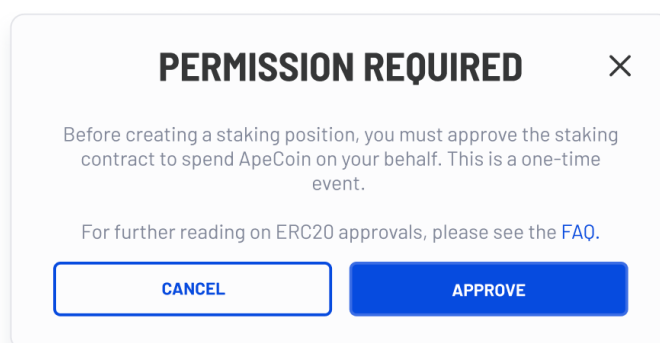 PERMISSION REQUIRED
Before creating a staking position, you must approve the staking
contract to spend ApeCoin on your behalf. This is a one-time
event.
For further reading on ERC20 approvals, please see the FAQ.
CANCEL
APPROVE